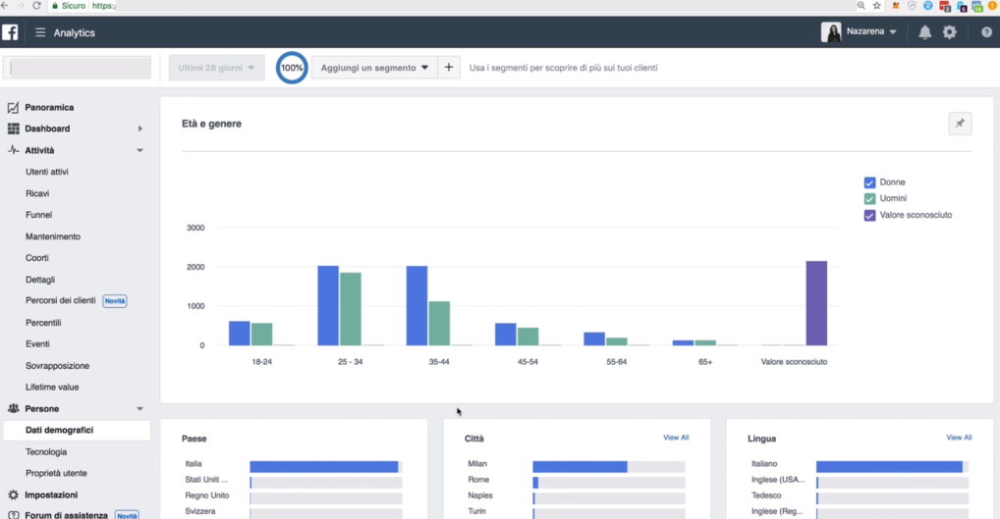 Sicuro https:/
Analytics
Nazarena
Ultimi 28 giorni
100%
Aggiungi un segmento
+
Usa i segmenti per scoprire di più sui tuoi clienti
Panoramica
Dashboard
Attività
Utenti attivi
Ricavi
Funnel
Mantenimento
Coorti
Dettagli
Percorsi dei clienti Novità
Percentili
Eventi
Sovrapposizione
Lifetime value
Persone
Dati demografici
Tecnologia
Proprietà utente
Impostazioni
Forum di assistenza Novità
Età e genere
Donne
Uomini
Valore sconosciuto
3000
2000
1000
0
18-24
25 - 34
35-44
45-54
55-64
65+
Valore sconosciuto
Paese
Italia
Stati Uniti ...
Regno Unito
Svizzera
Città
View All
Milan
Rome
Naples
Turin
Lingua
View All
Italiano
Inglese (USA...
Tedesco
Inglese (Reg...